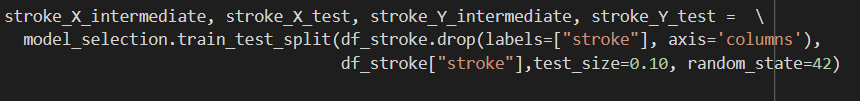 stroke_X_intermediate, stroke_X_test, stroke_Y_intermediate, stroke_Y_test =  \
  model_selection.train_test_split(df_stroke.drop(labels=["stroke"], axis='columns'),
                                   df_stroke["stroke"],test_size=0.10, random_state=42)